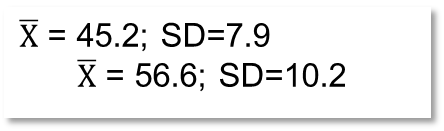 X̅ = 45.2; SD=7.9
X̅ = 56.6; SD=10.2